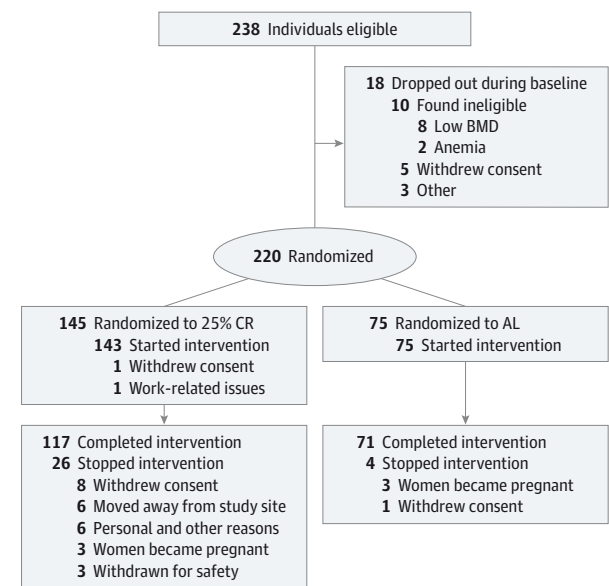 238 Individuals eligible
18 Dropped out during baseline
10 Found ineligible
8 Low BMD
2 Anemia
5 Withdrew consent
3 Other
220 Randomized
145 Randomized to 25% CR
143 Started intervention
1 Withdrew consent
1 Work-related issues
75 Randomized to AL
75 Started intervention
117 Completed intervention
26 Stopped intervention
8 Withdrew consent
6 Moved away from study site
6 Personal and other reasons
3 Women became pregnant
3 Withdrawn for safety
71 Completed intervention
4 Stopped intervention
3 Women became pregnant
1 Withdrew consent